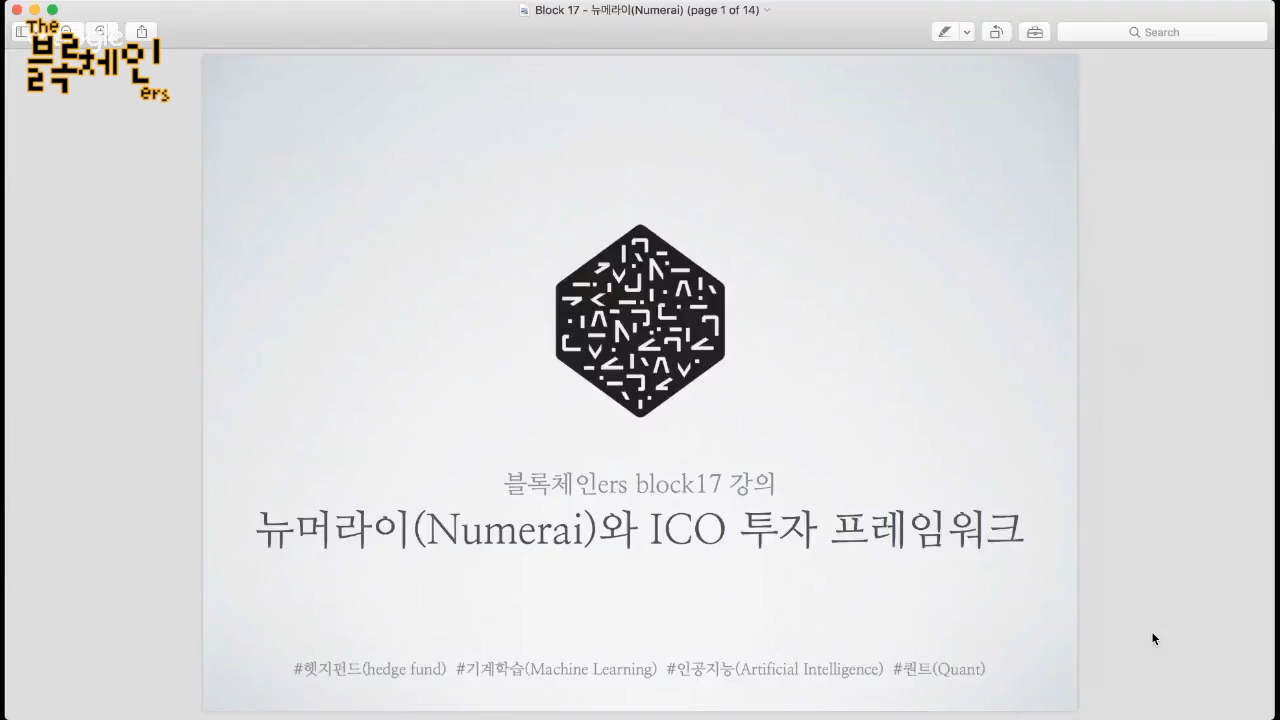 Block 17 - 뉴메라이(Numerai) (page 1 of 14)
Search
The
블록체인
ers
블록체인ers block17 강의
뉴머라이(Numerai)와 ICO 투자 프레임워크
#헷지펀드(hedge fund) #기계학습(Machine Learning) #인공지능(Artificial Intelligence) #퀀트(Quant)